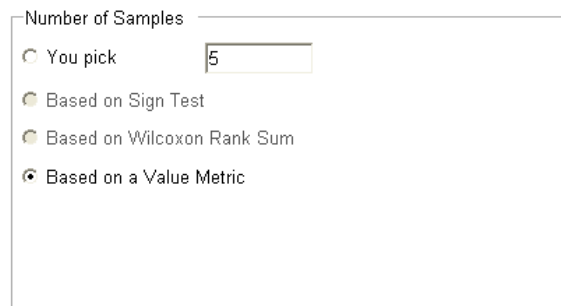 Number of Samples
You pick 5
Based on Sign Test
Based on Wilcoxon Rank Sum
Based on a Value Metric